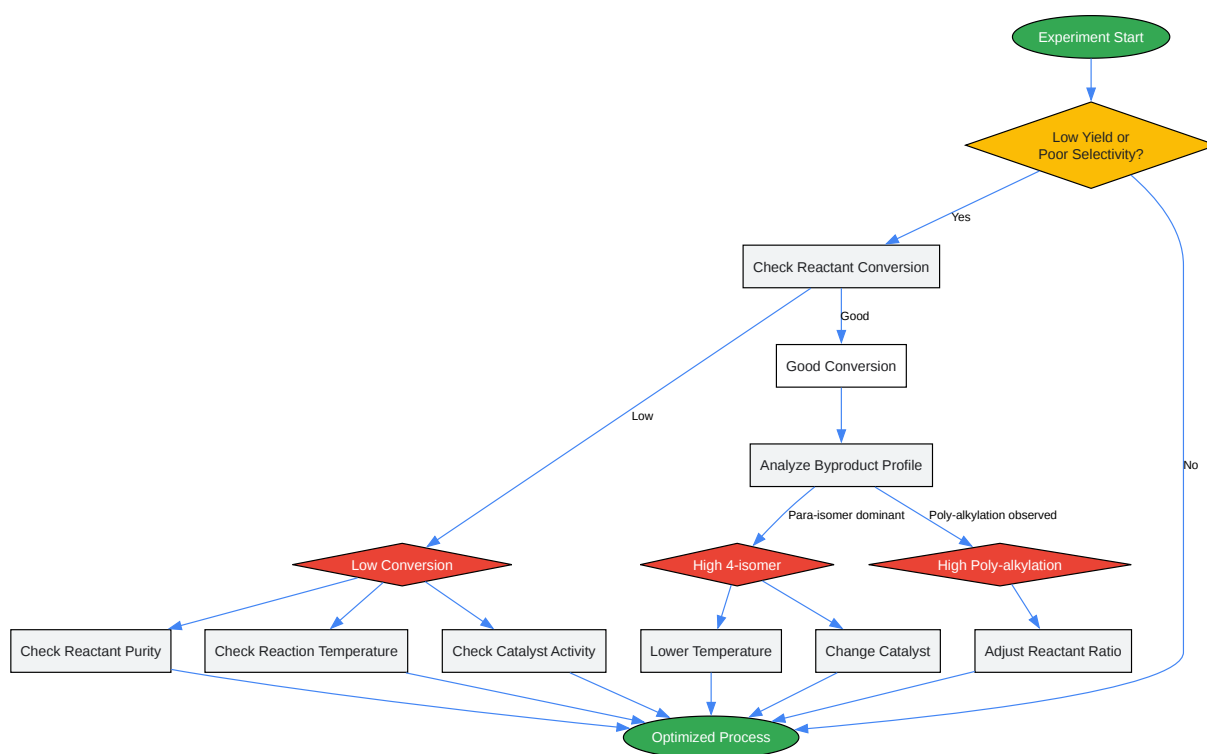 Experiment Start
Low Yield or
Poor Selectivity?
Yes
Check Reactant Conversion
Good
Good Conversion
Low
Analyze Byproduct Profile
No
Para-isomer dominant
Poly-alkylation observed
Low Conversion
High 4-isomer
High Poly-alkylation
Check Reactant Purity
Check Reaction Temperature
Check Catalyst Activity
Lower Temperature
Change Catalyst
Adjust Reactant Ratio
Optimized Process